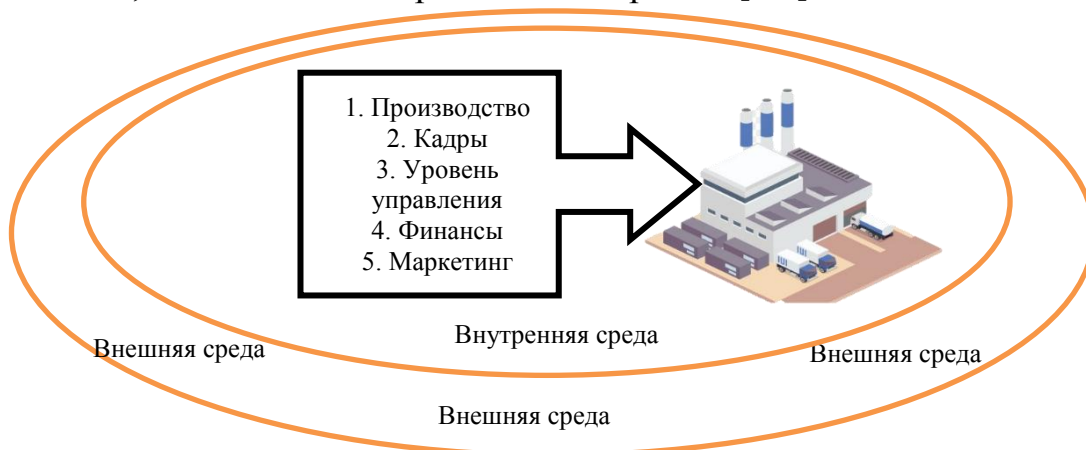 1. Производство
2. Кадры
3. Уровень
управления
4. Финансы
5. Маркетинг
Внутренняя среда
Внешняя среда
Внешняя среда
Внешняя среда